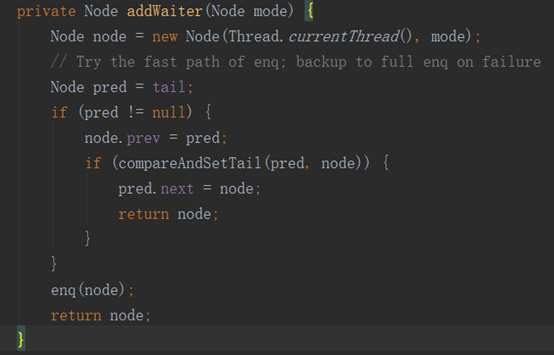 private Node addWaiter(Node mode) {
    Node node = new Node(Thread.currentThread(), mode);
    // Try the fast path of enq; backup to full enq on failure
    Node pred = tail;
    if (pred != null) {
        node.prev = pred;
        if (compareAndSetTail(pred, node)) {
            pred.next = node;
            return node;
        }
    }
    enq(node);
    return node;
}